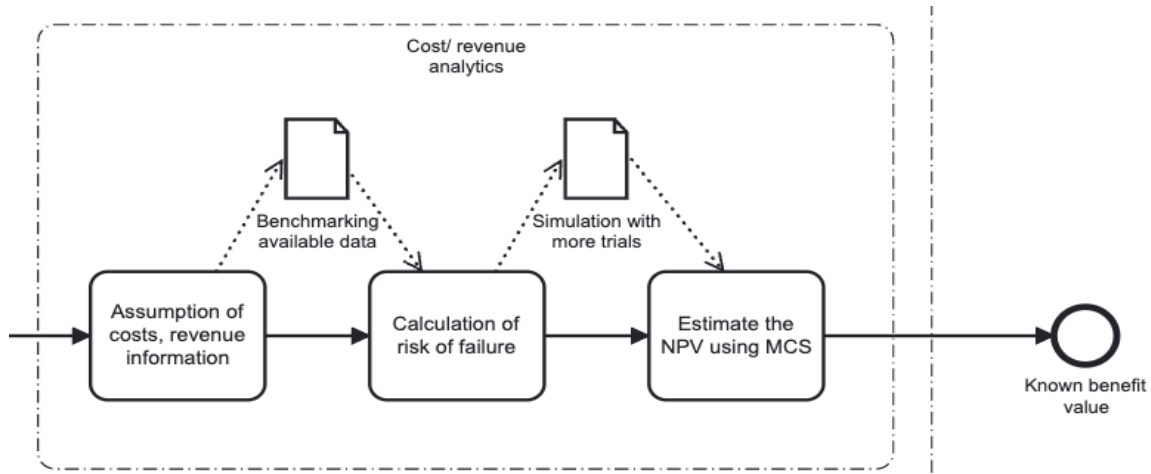 Cost/ revenue
analytics
Benchmarking
available data
Simulation with
more trials
Assumption of
costs, revenue
information
Calculation of
risk of failure
Estimate the
NPV using MCS
Known benefit
value